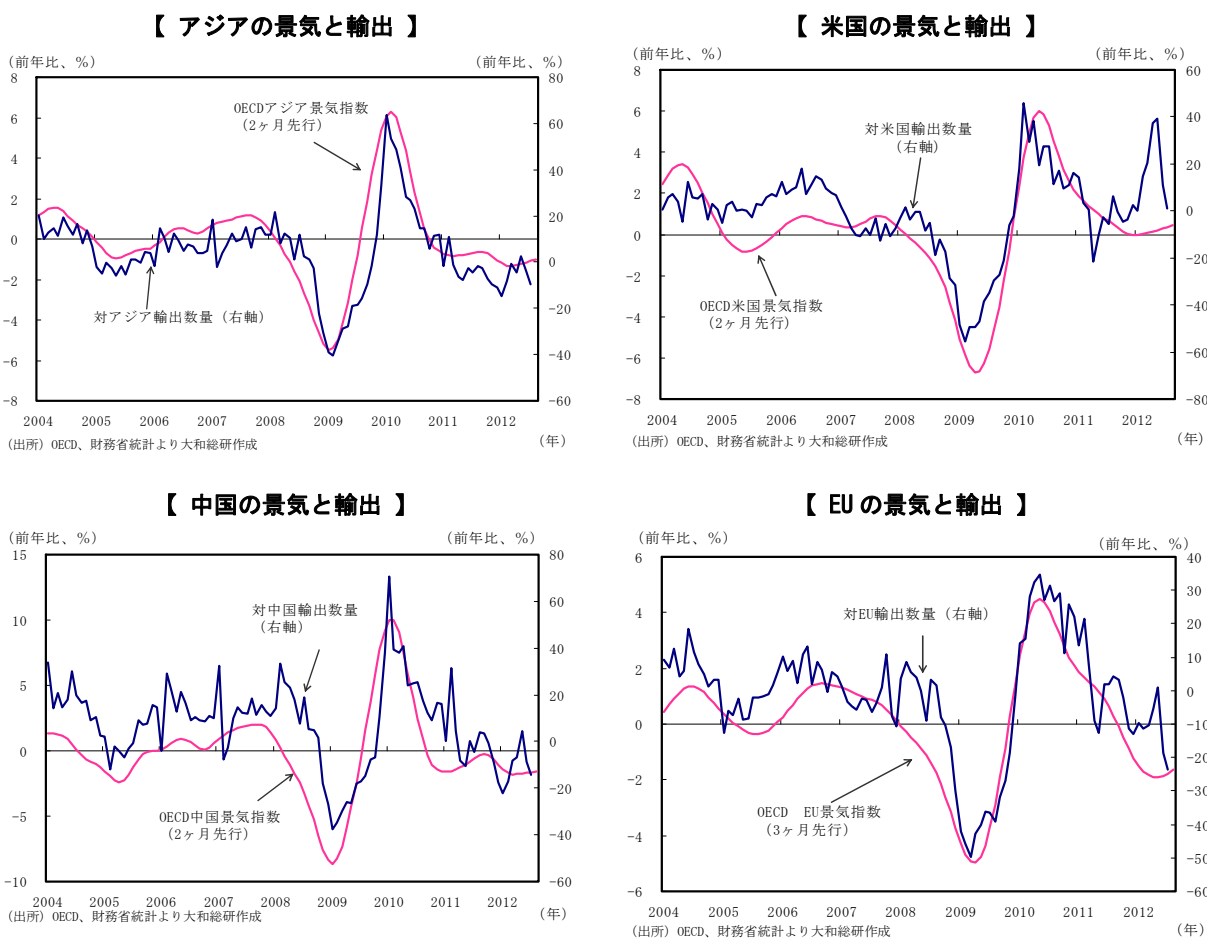 【 アジアの景気と輸出 】
(前年比、%)
(前年比、%)
8
6
4
2
0
-2
-4
-6
-8
80
60
40
20
0
-20
-40
-60
OECDアジア景気指数
(2ヶ月先行)
対アジア輸出数量(右軸)
2004 2005 2006 2007 2008 2009 2010 2011 2012
(年)
(出所) OECD、財務省統計より大和総研作成
【 米国の景気と輸出 】
(前年比、%)
(前年比、%)
8
6
4
2
0
-2
-4
-6
-8
60
40
20
0
-20
-40
-60
-80
対米国輸出数量
(右軸)
OECD米国景気指数
(2ヶ月先行)
2004 2005 2006 2007 2008 2009 2010 2011 2012
(年)
(出所) OECD、財務省統計より大和総研作成
【 中国の景気と輸出 】
(前年比、%)
(前年比、%)
15
10
5
0
-5
-10
80
60
40
20
0
-20
-40
-60
対中国輸出数量
(右軸)
OECD中国景気指数
(2ヶ月先行)
2004 2005 2006 2007 2008 2009 2010 2011 2012
(年)
(出所) OECD、財務省統計より大和総研作成
【 EUの景気と輸出 】
(前年比、%)
(前年比、%)
6
4
2
0
-2
-4
-6
40
30
20
10
0
-10
-20
-30
-40
-50
-60
対EU輸出数量(右軸)
OECD EU景気指数
(3ヶ月先行)
2004 2005 2006 2007 2008 2009 2010 2011 2012
(年)
(出所) OECD、財務省統計より大和総研作成